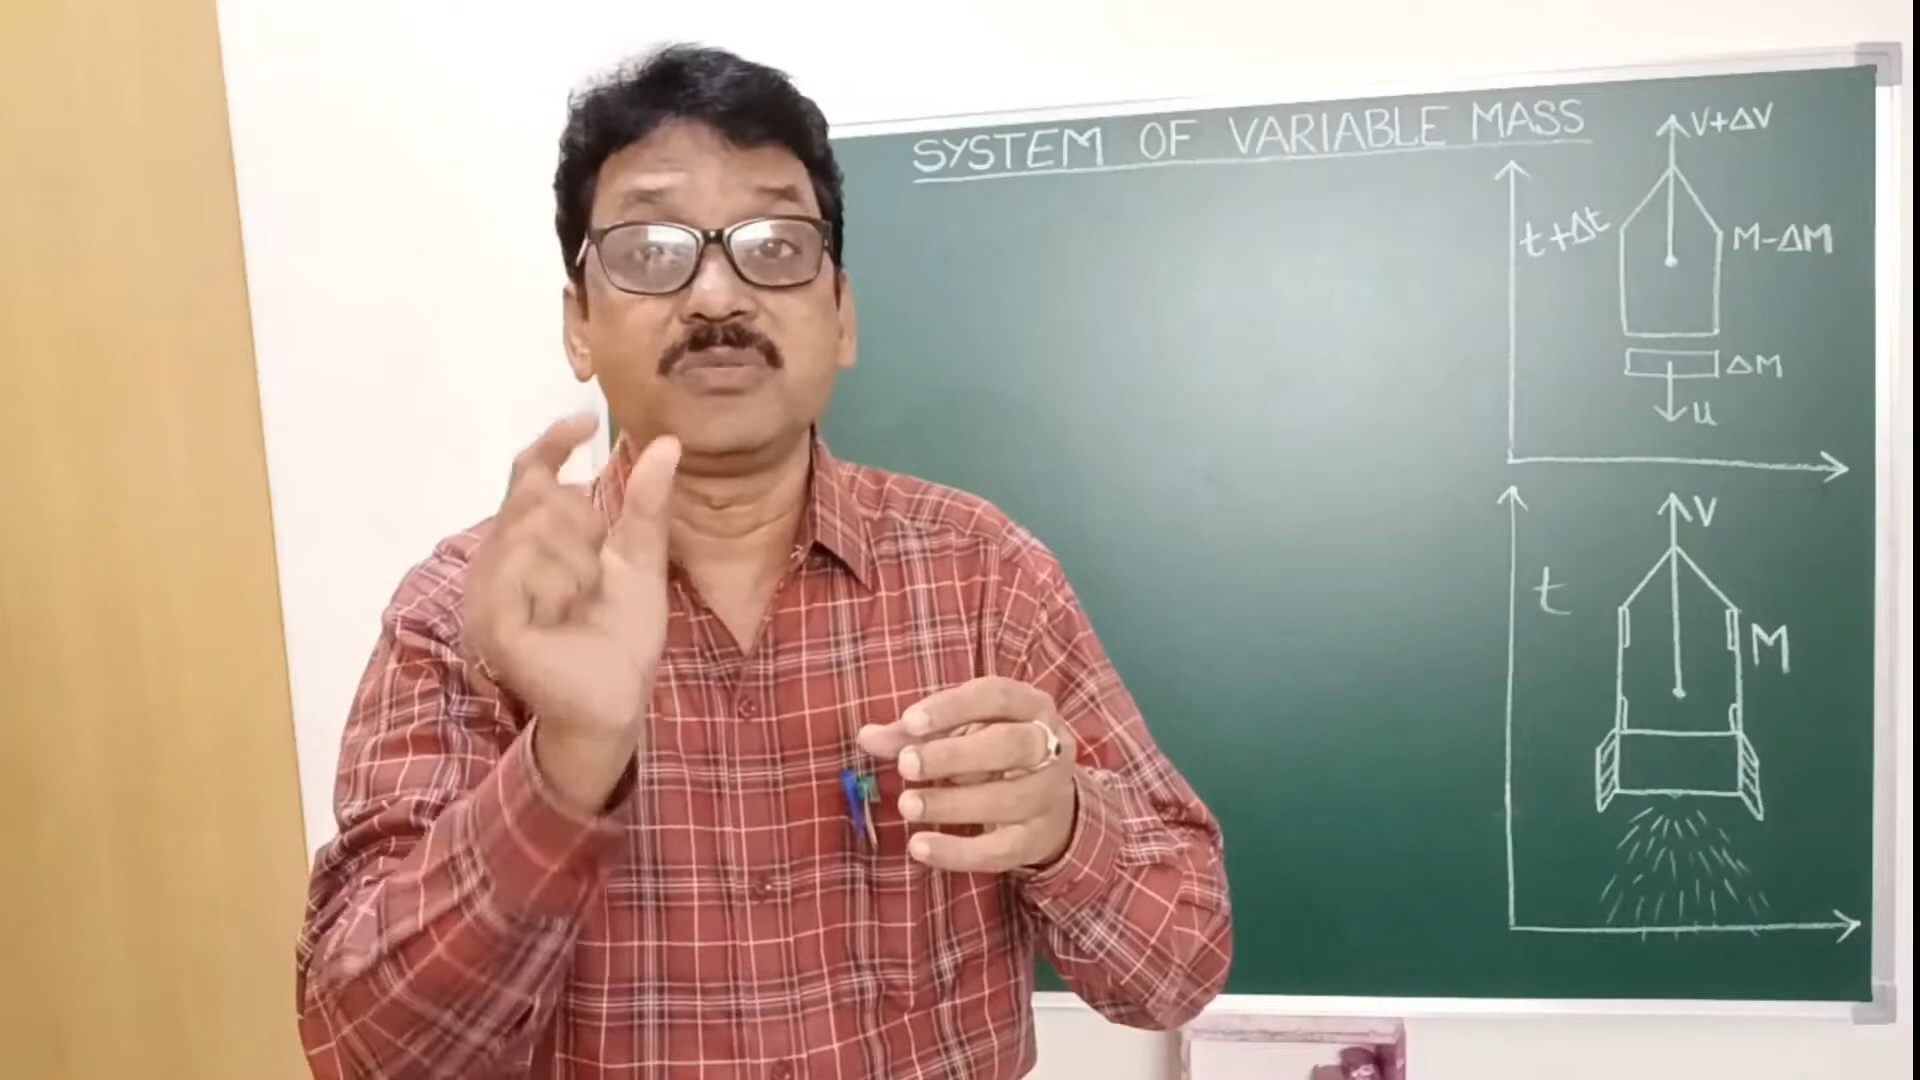 SYSTEM OF VARIABLE MASS
V+ΔV
t+Δt
M-ΔM
ΔM
u
V
t
M